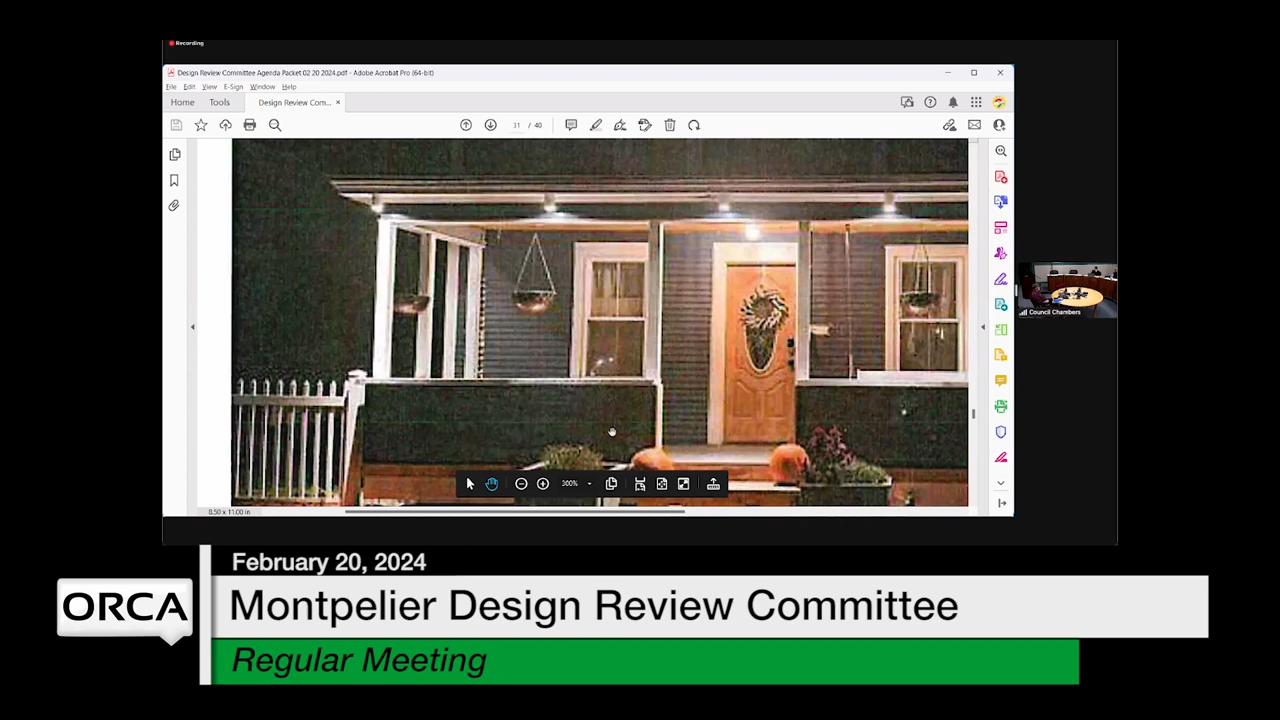 Recording
Design Review Committee Agenda Packet 02 20 2024.pdf - Adobe Acrobat Pro (64-bit)
File Edit View E-Sign Window Help
Home Tools Design Review Com... ×
31 / 40
Council Chambers
300%
8.50 x 11.00 in
February 20, 2024
ORCA
Montpelier Design Review Committee
Regular Meeting